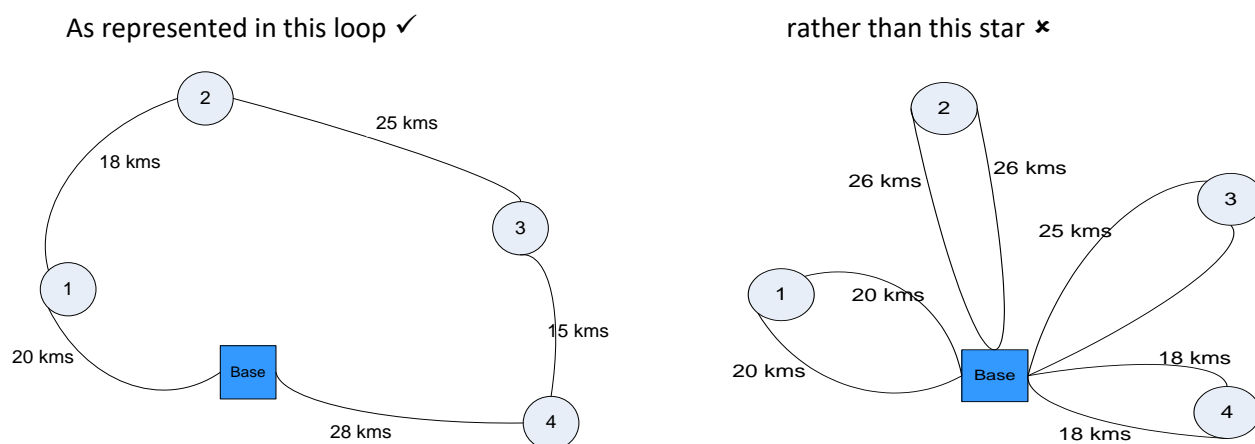 As represented in this loop ✓
2
25 kms
18 kms
3
1
15 kms
20 kms
Base
28 kms
4
rather than this star ✘
2
26 kms
26 kms
3
25 kms
1
20 kms
20 kms
Base
18 kms
4
18 kms